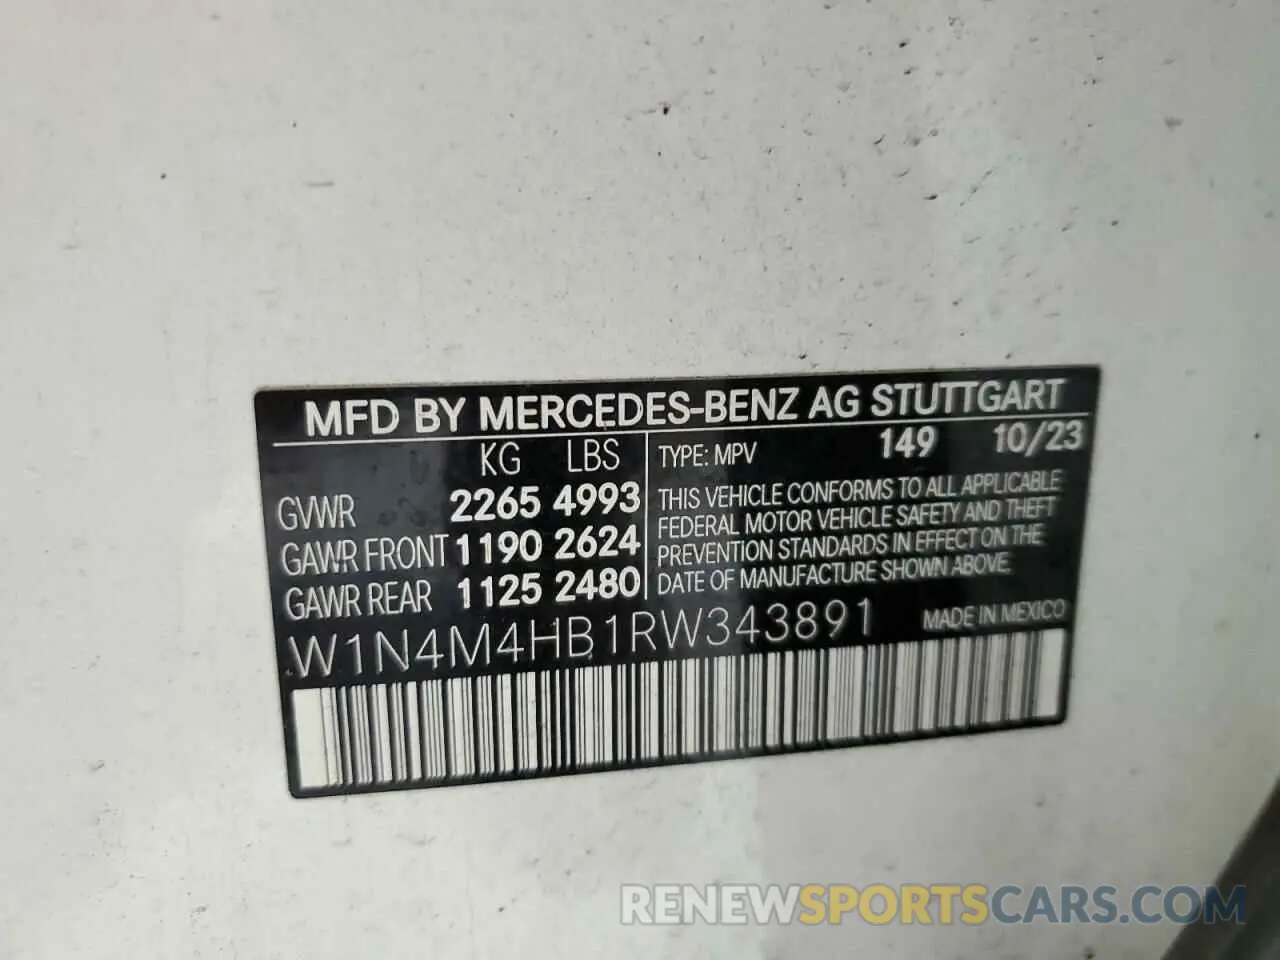 MFD BY MERCEDES-BENZ AG STUTTGART
KG LBS
GVWR 2265 4993
GAWR FRONT 1190 2624
GAWR REAR 1125 2480
TYPE: MPV 149 10/23
THIS VEHICLE CONFORMS TO ALL APPLICABLE
FEDERAL MOTOR VEHICLE SAFETY AND THEFT
PREVENTION STANDARDS IN EFFECT ON THE
DATE OF MANUFACTURE SHOWN ABOVE.
W1N4M4HB1RW343891 MADE IN MEXICO
RENEWSPORTSCARS.COM